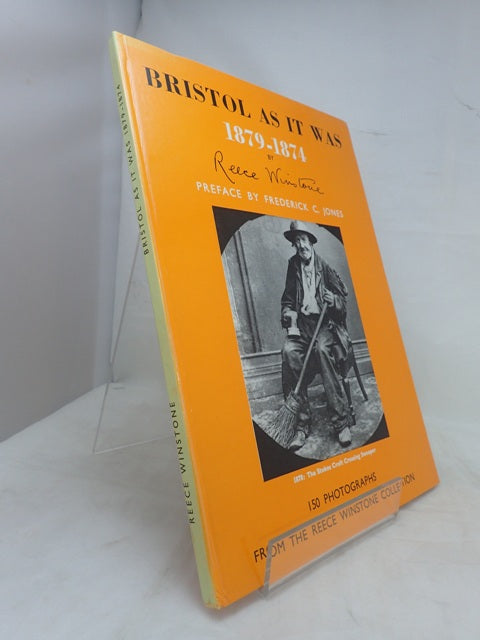 BRISTOL AS IT WAS
1879-1874
BY
Reece Winstone
PREFACE BY FREDERICK C. JONES
1878: The Stokes Croft Crossing Sweeper
150 PHOTOGRAPHS
FROM THE REECE WINSTONE COLLECTION
BRISTOL AS IT WAS 1879-1874
REECE WINSTONE